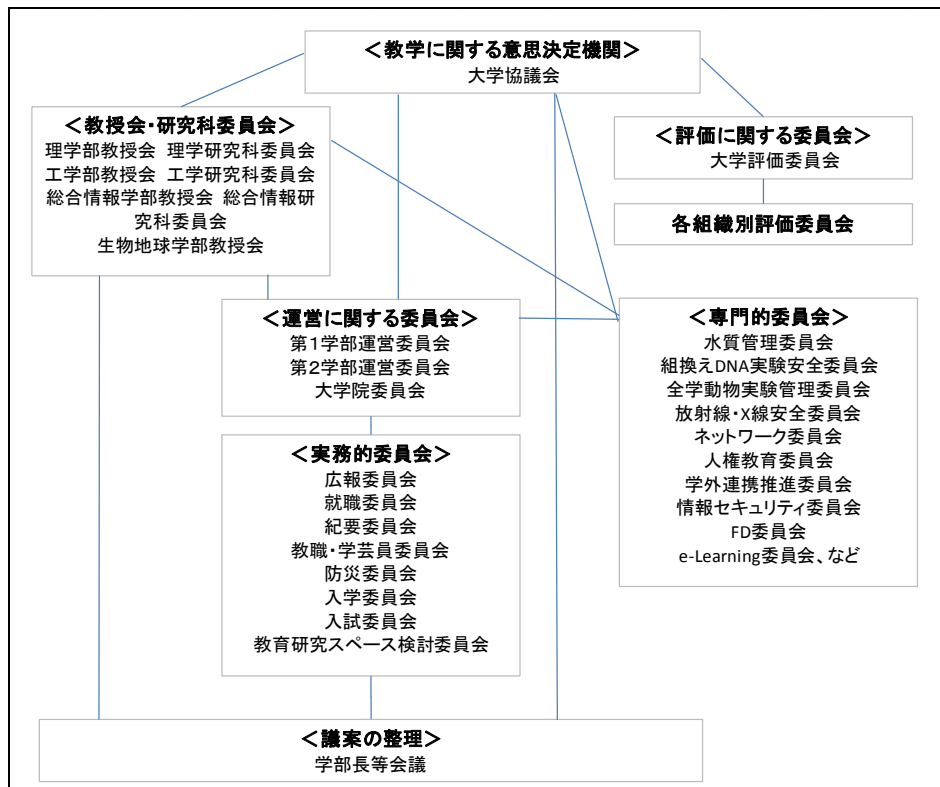 ＜教学に関する意思決定機関＞
大学協議会
＜教授会・研究科委員会＞
理学部教授会 理学研究科委員会
工学部教授会 工学研究科委員会
総合情報学部教授会 総合情報研
究科委員会
生物地球学部教授会
＜評価に関する委員会＞
大学評価委員会
各組織別評価委員会
＜運営に関する委員会＞
第１学部運営委員会
第２学部運営委員会
大学院委員会
＜専門的委員会＞
水質管理委員会
組換えDNA実験安全委員会
全学動物実験管理委員会
放射線・X線安全委員会
ネットワーク委員会
人権教育委員会
学外連携推進委員会
情報セキュリティ委員会
FD委員会
e-Learning委員会、など
＜実務的委員会＞
広報委員会
就職委員会
紀要委員会
教職・学芸員委員会
防災委員会
入学委員会
入試委員会
教育研究スペース検討委員会
＜議案の整理＞
学部長等会議